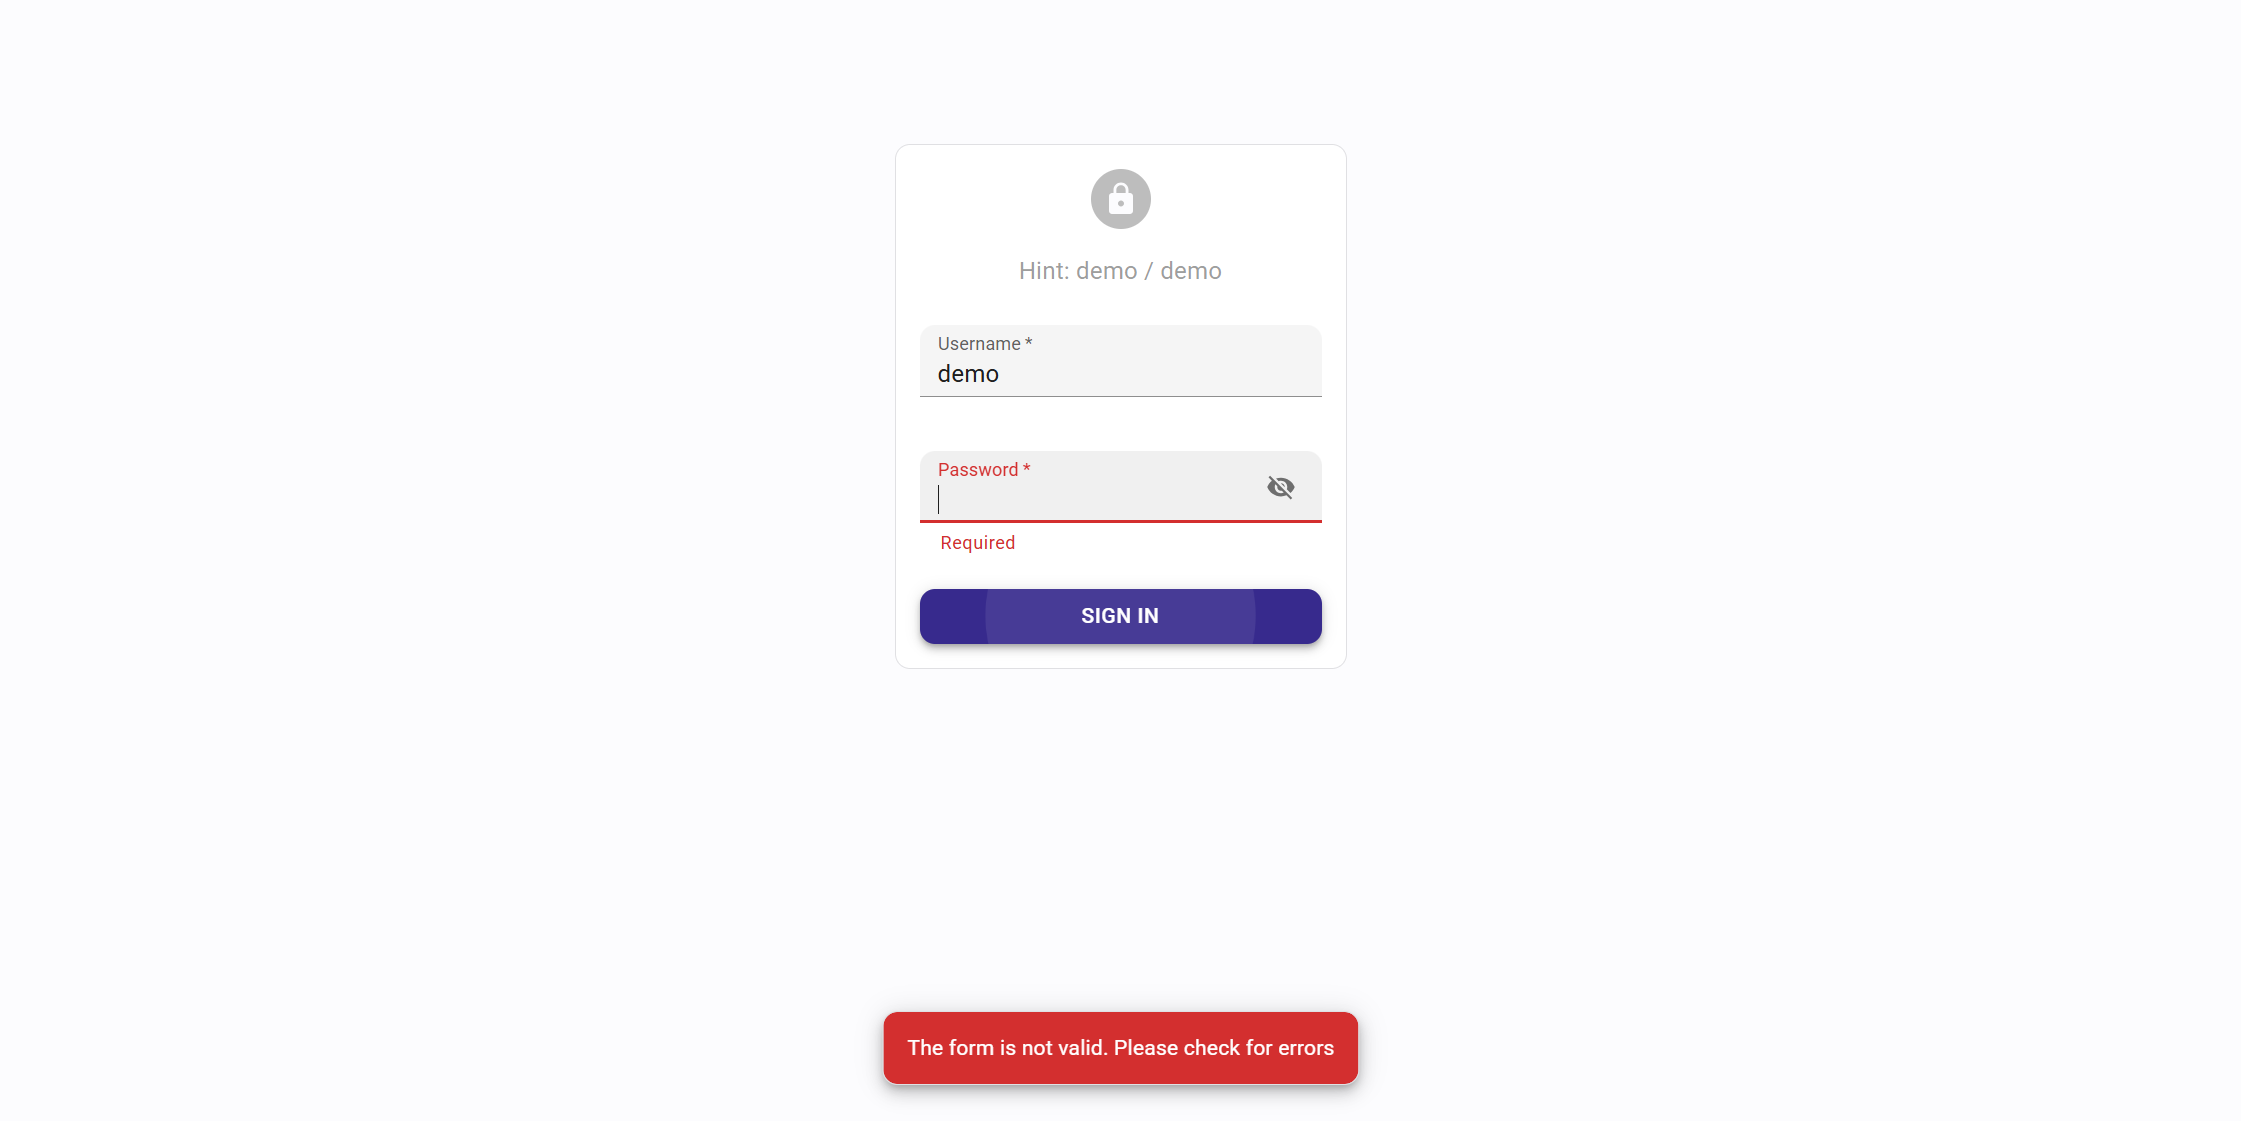 Hint: demo / demo
Username *
demo
Password *
Required
SIGN IN
The form is not valid. Please check for errors